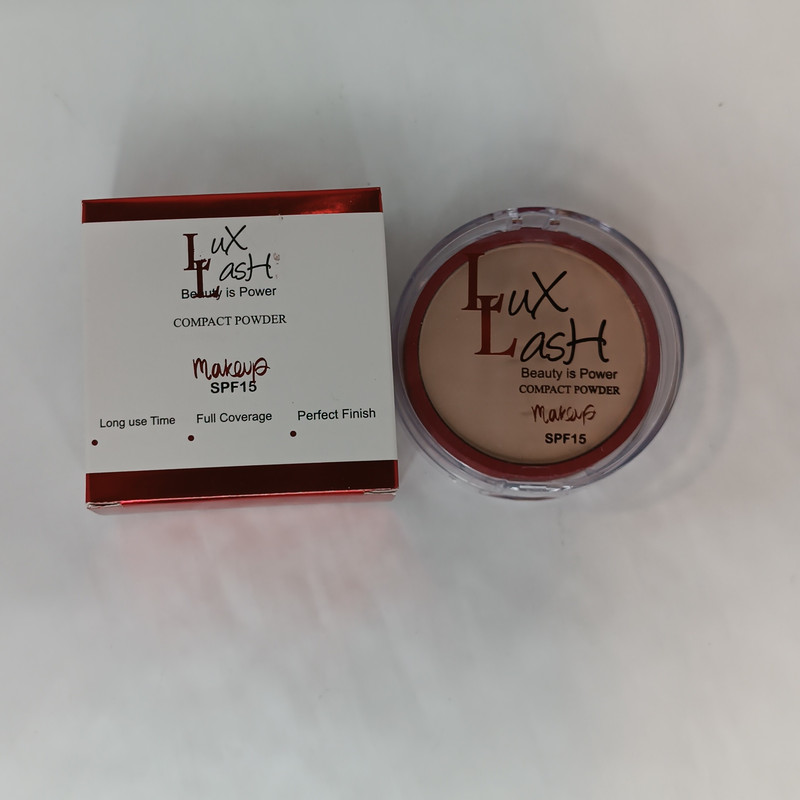 Lux
LasH
Beauty is Power
COMPACT POWDER
Makeup
SPF15
Long use Time Full Coverage Perfect Finish
Lux
LasH
Beauty is Power
COMPACT POWDER
Makeup
SPF15